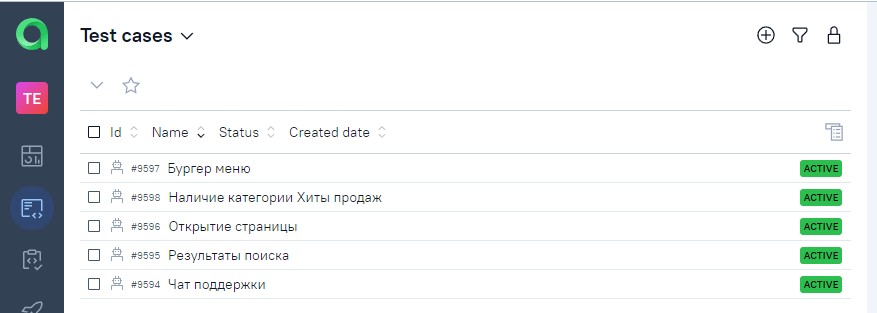 Test cases
TE
Id Name Status Created date
#9597 Бургер меню ACTIVE
#9598 Наличие категории Хиты продаж ACTIVE
#9596 Открытие страницы ACTIVE
#9595 Результаты поиска ACTIVE
#9594 Чат поддержки ACTIVE